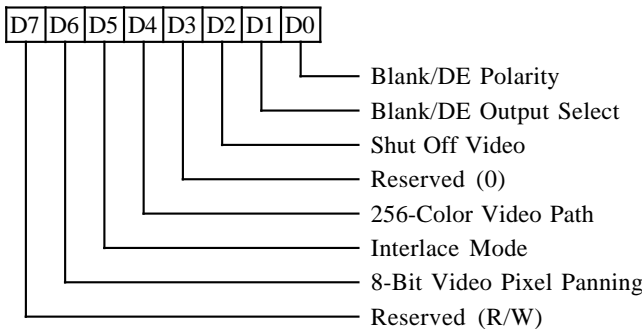 D7 D6 D5 D4 D3 D2 D1 D0
Blank/DE Polarity
Blank/DE Output Select
Shut Off Video
Reserved (0)
256-Color Video Path
Interlace Mode
8-Bit Video Pixel Panning
Reserved (R/W)